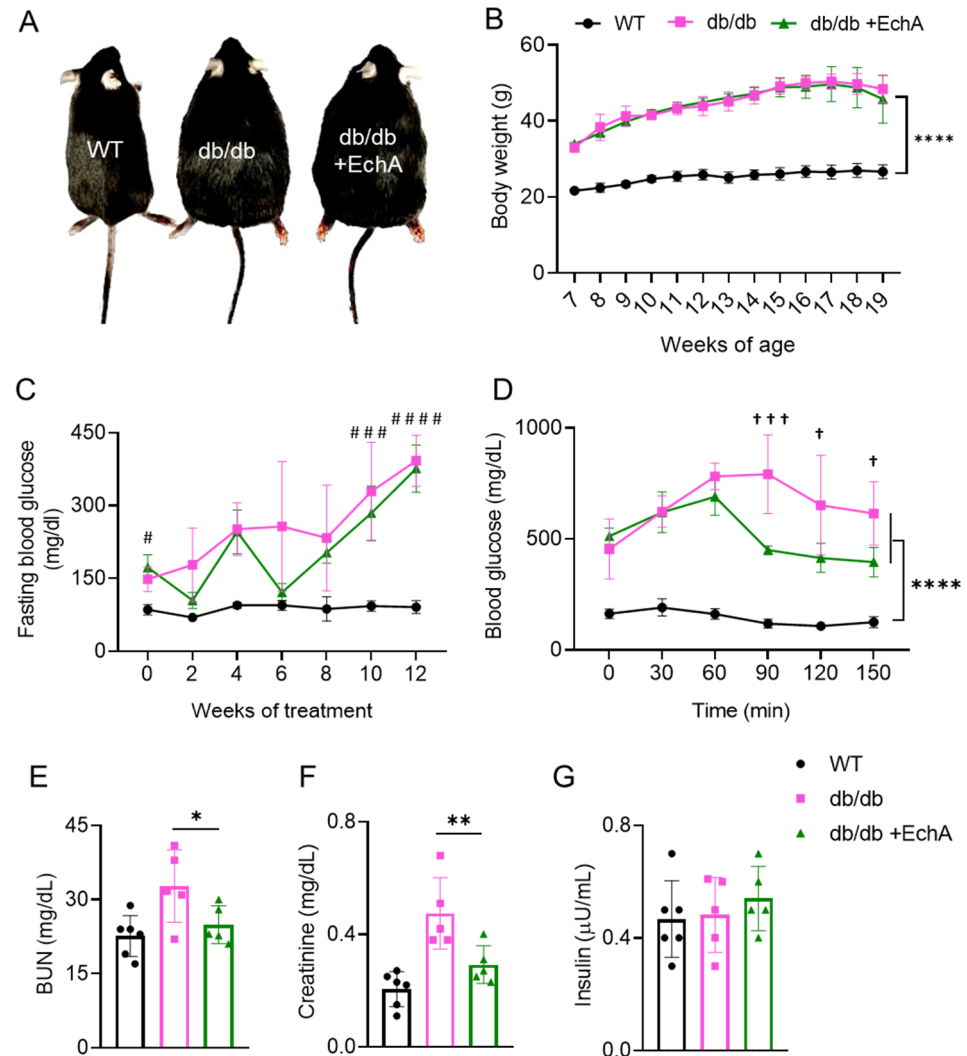 A
WT
db/db
db/db
+EchA
B
WT db/db db/db +EchA
Body weight (g)
60
40
20
0
****
7 8 9 10 11 12 13 14 15 16 17 18 19
Weeks of age
C
Fasting blood glucose
(mg/dl)
450
300
150
0
#
###
####
0 2 4 6 8 10 12
Weeks of treatment
D
Blood glucose (mg/dL)
1000
500
0
†††
†
†
****
0 30 60 90 120 150
Time (min)
E
BUN (mg/dL)
45
30
15
0
*
F
Creatinine (mg/dL)
0.8
0.4
0.0
**
G
Insulin (µU/mL)
0.8
0.4
0.0
WT
db/db
db/db +EchA